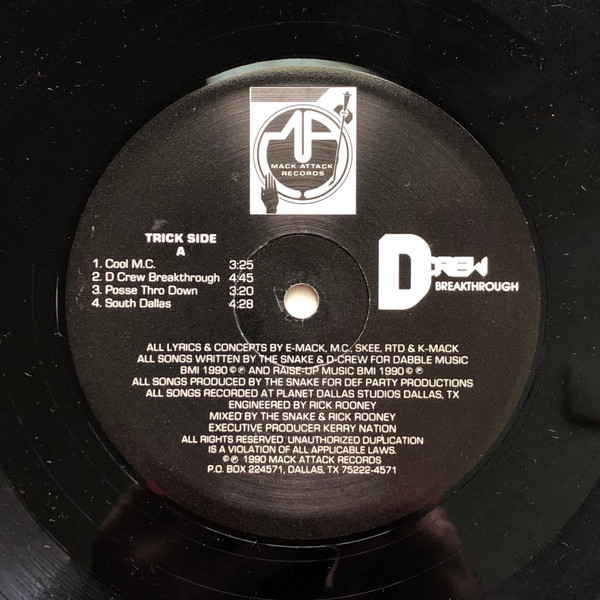 MACK ATTACK
RECORDS
TRICK SIDE
A
1. Cool M.C. 3:25
2. D Crew Breakthrough 4:45
3. Posse Thro Down 3:20
4. South Dallas 4:28
D CREW
BREAKTHROUGH
ALL LYRICS & CONCEPTS BY E-MACK, M.C. SKEE, RTD & K-MACK
ALL SONGS WRITTEN BY THE SNAKE & D-CREW FOR DABBLE MUSIC
BMI 1990 © ℗ AND RAISE-UP MUSIC BMI 1990 © ℗
ALL SONGS PRODUCED BY THE SNAKE FOR DEF PARTY PRODUCTIONS
ALL SONGS RECORDED AT PLANET DALLAS STUDIOS DALLAS, TX
ENGINEERED BY RICK ROONEY
MIXED BY THE SNAKE & RICK ROONEY
EXECUTIVE PRODUCER KERRY NATION
ALL RIGHTS RESERVED UNAUTHORIZED DUPLICATION
IS A VIOLATION OF ALL APPLICABLE LAWS.
© ℗ 1990 MACK ATTACK RECORDS
P.O. BOX 224571, DALLAS, TX 75222-4571